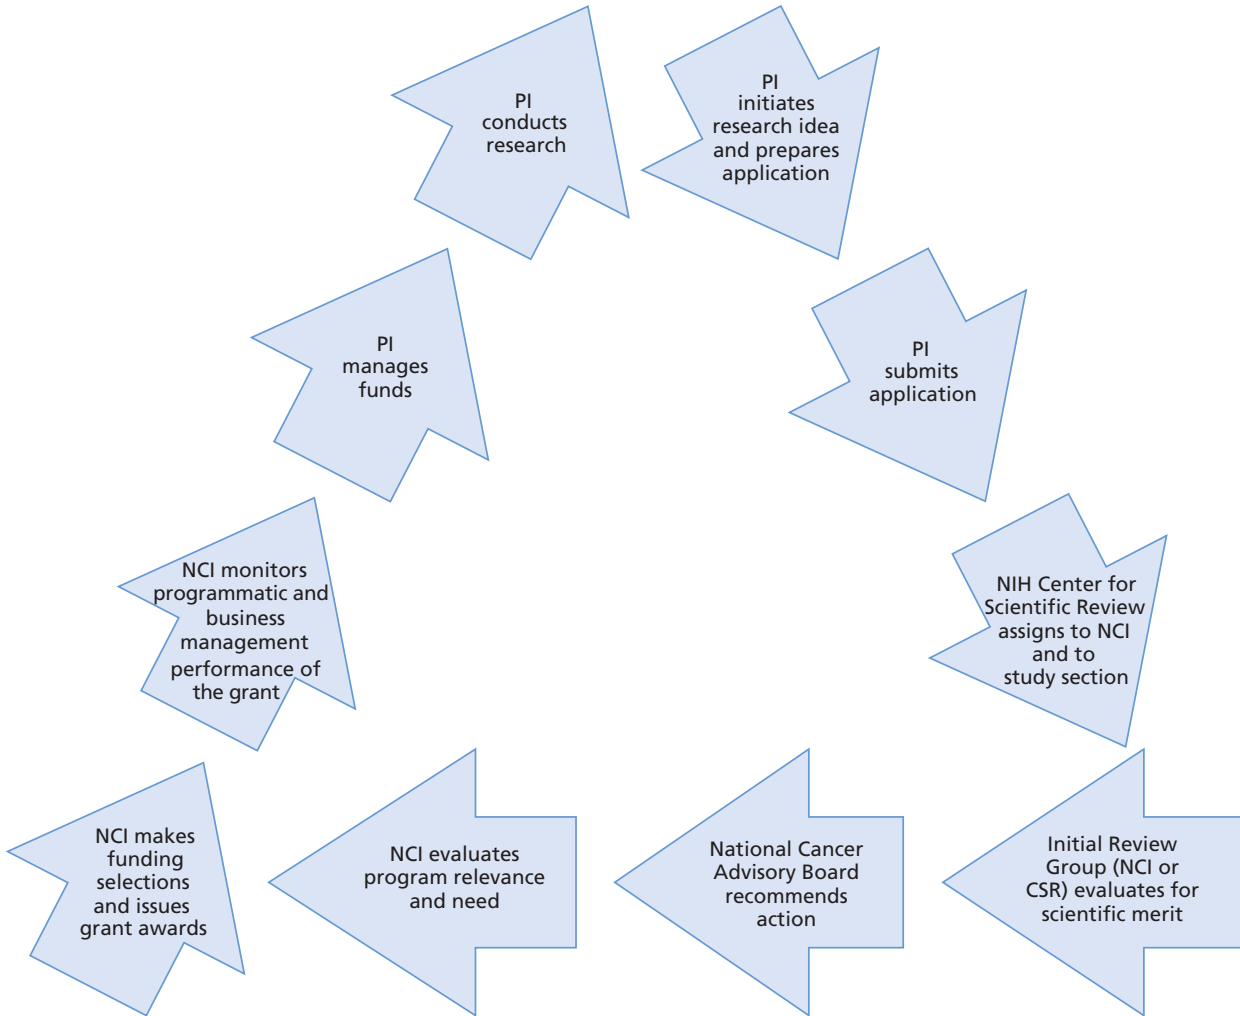 PI
conducts
research
PI
initiates
research idea
and prepares
application
PI
submits
application
NIH Center for
Scientific Review
assigns to NCI
and to
study section
Initial Review
Group (NCI or
CSR) evaluates for
scientific merit
National Cancer
Advisory Board
recommends
action
NCI evaluates
program relevance
and need
NCI makes
funding
selections
and issues
grant awards
NCI monitors
programmatic and
business
management
performance of
the grant
PI
manages
funds